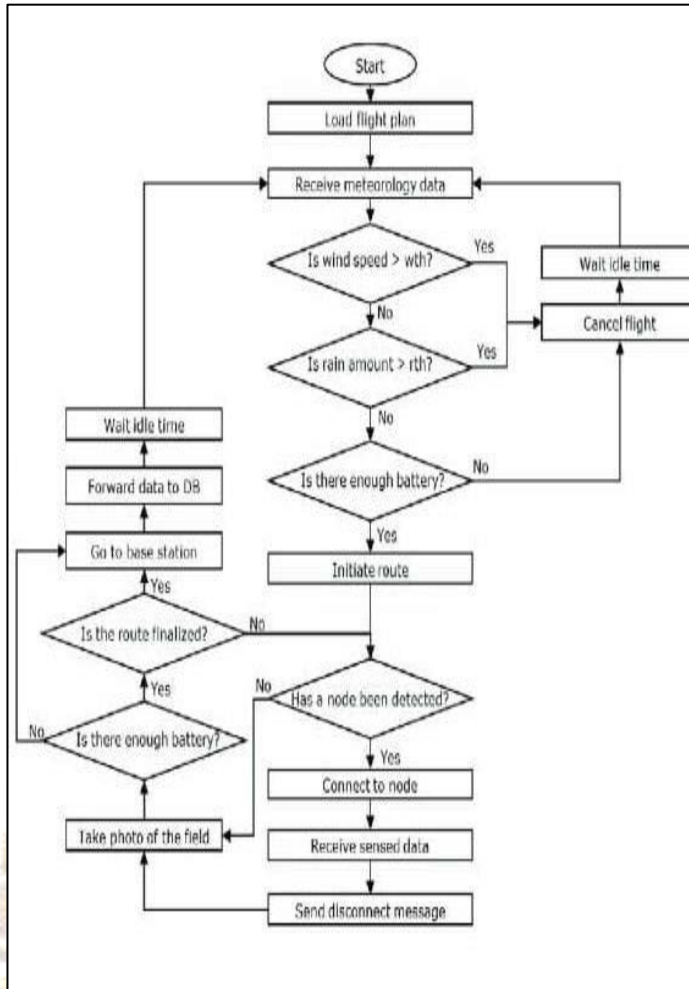 Start
Load flight plan
Receive meteorology data
Is wind speed > wth?
Yes
Wait idle time
No
Cancel flight
Is rain amount > rth?
Yes
No
Wait idle time
Is there enough battery?
No
Forward data to DB
Yes
Go to base station
Initiate route
Yes
Is the route finalized?
No
Yes
No
Has a node been detected?
No
Is there enough battery?
Yes
Connect to node
Take photo of the field
Receive sensed data
Send disconnect message